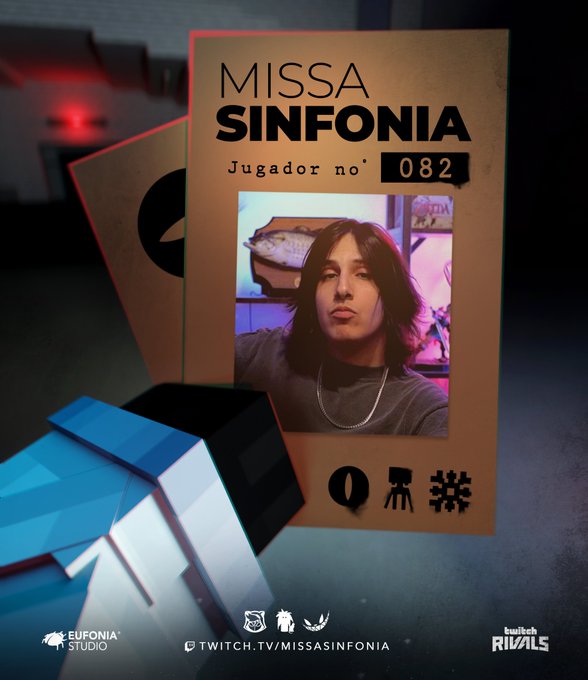 MISSA
SINFONIA
Jugador no° 082
EUFONIA®
STUDIO
TWITCH.TV/MISSASINFONIA
twitch
RIVALS